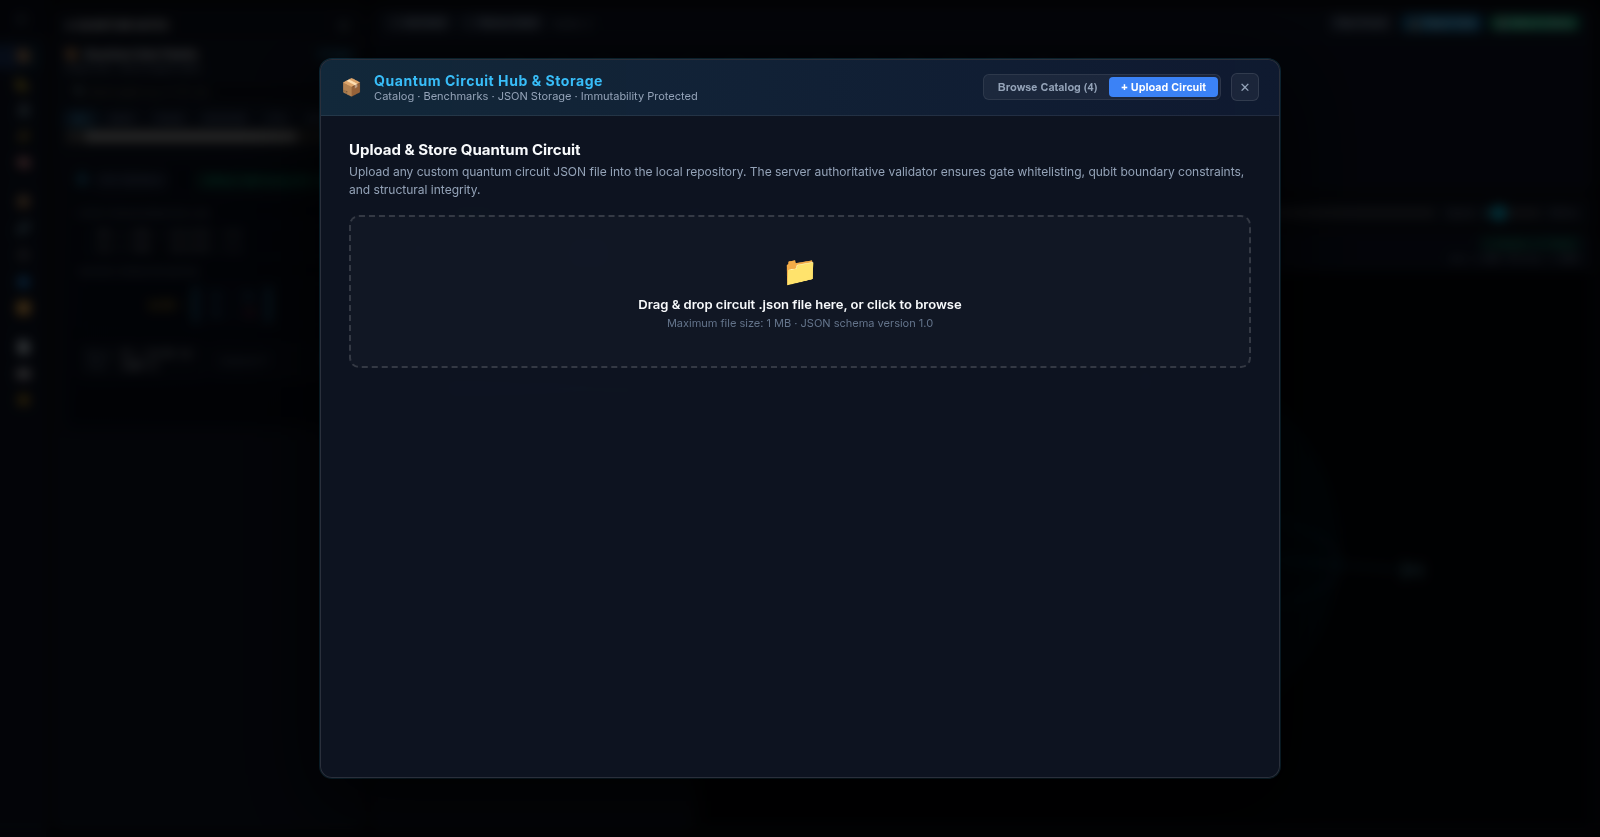 Quantum Circuit Hub & Storage
Catalog · Benchmarks · JSON Storage · Immutability Protected
Browse Catalog (4)
+ Upload Circuit
✕
Upload & Store Quantum Circuit
Upload any custom quantum circuit JSON file into the local repository. The server authoritative validator ensures gate whitelisting, qubit boundary constraints,
and structural integrity.
Drag & drop circuit .json file here, or click to browse
Maximum file size: 1 MB · JSON schema version 1.0